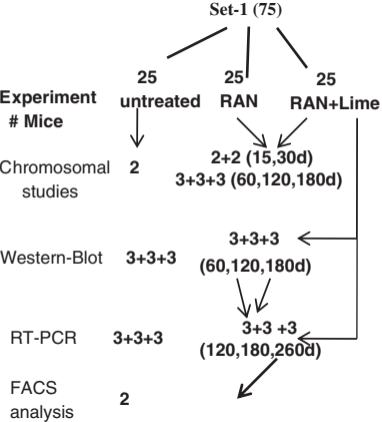 Set-1 (75)
25 25 25
Experiment untreated RAN RAN+Lime
# Mice
Chromosomal 2 2+2 (15,30d)
studies 3+3+3 (60,120,180d)
3+3+3
Western-Blot 3+3+3 (60,120,180d)
RT-PCR 3+3+3 3+3 +3
(120,180,260d)
FACS
analysis 2